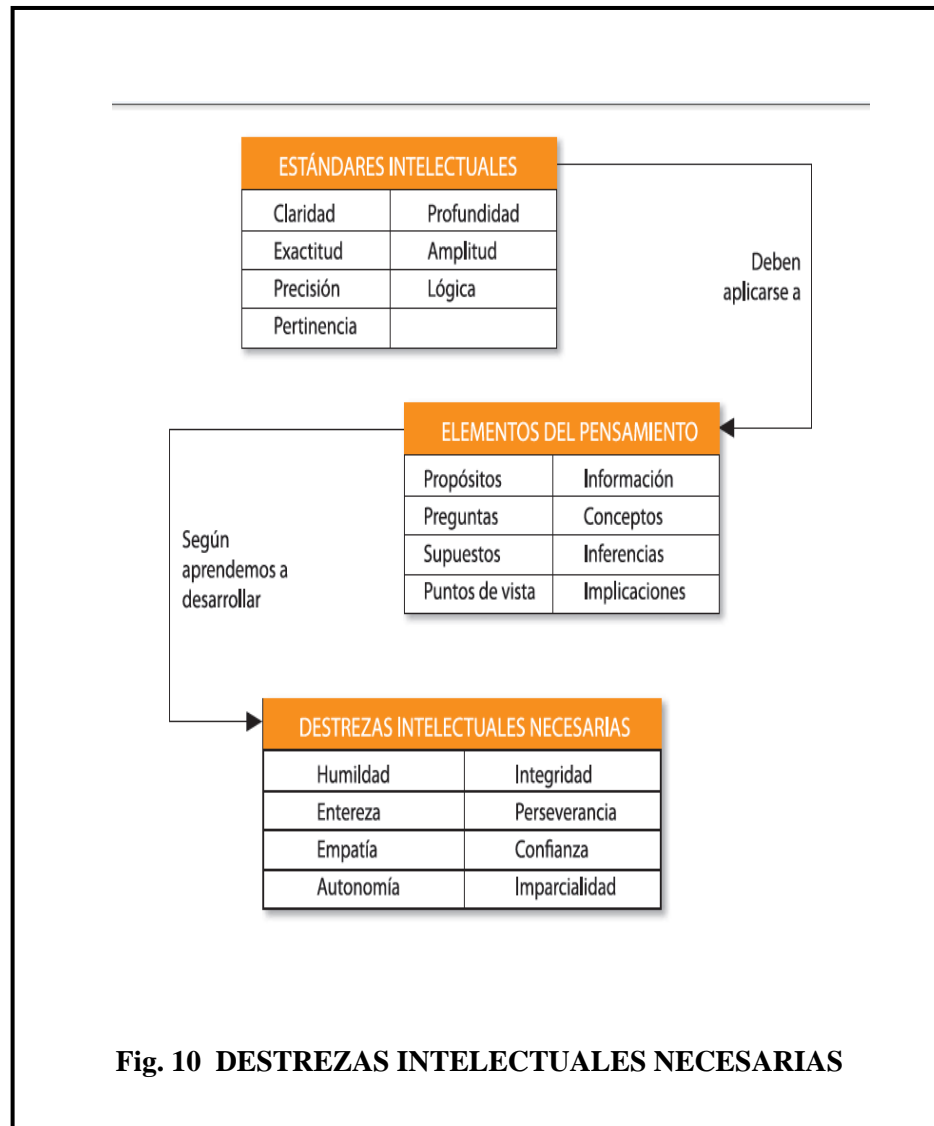 ESTÁNDARES INTELECTUALES
Claridad Profundidad
Exactitud Amplitud
Precisión Lógica
Pertinencia
Deben
aplicarse a
ELEMENTOS DEL PENSAMIENTO
Propósitos Información
Preguntas Conceptos
Supuestos Inferencias
Puntos de vista Implicaciones
Según
aprendemos a
desarrollar
DESTREZAS INTELECTUALES NECESARIAS
Humildad Integridad
Entereza Perseverancia
Empatía Confianza
Autonomía Imparcialidad
Fig. 10 DESTREZAS INTELECTUALES NECESARIAS